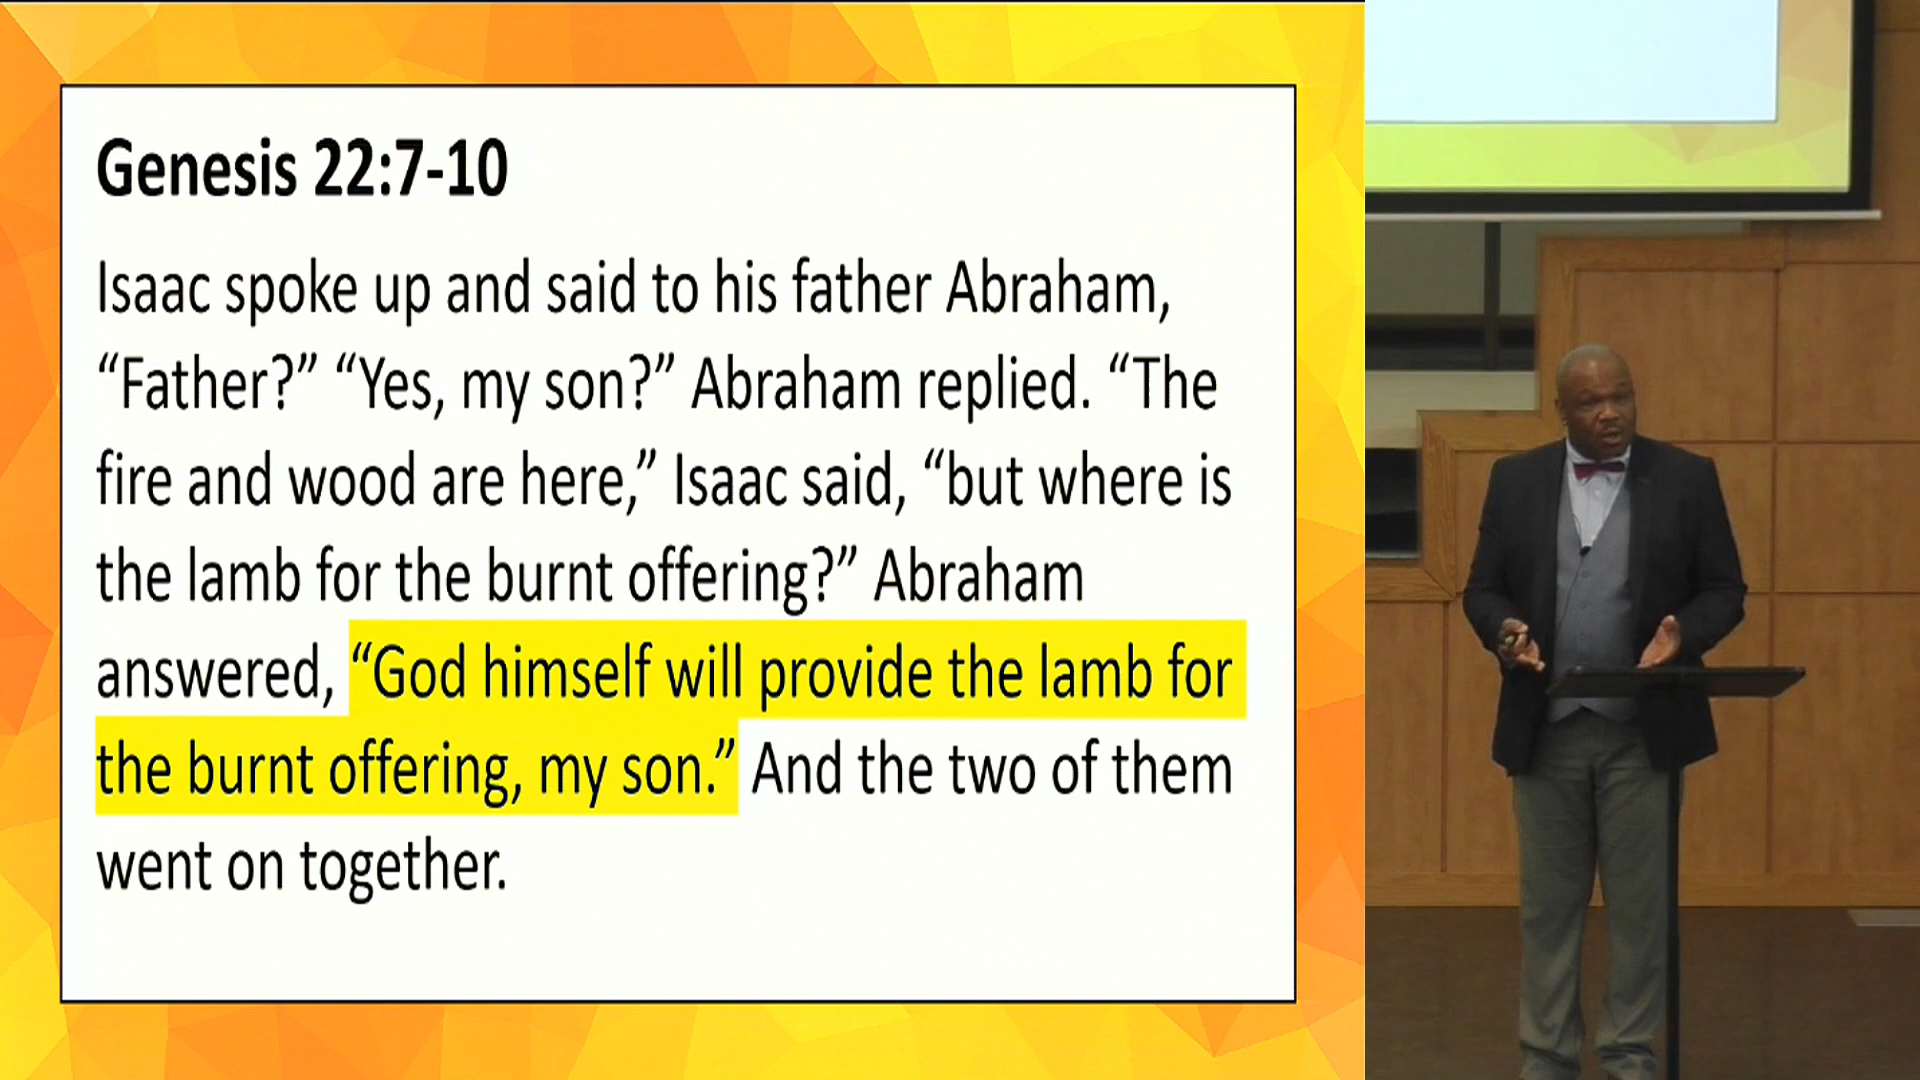 Genesis 22:7-10
Isaac spoke up and said to his father Abraham,
“Father?” “Yes, my son?” Abraham replied. “The
fire and wood are here,” Isaac said, “but where is
the lamb for the burnt offering?” Abraham
answered, “God himself will provide the lamb for
the burnt offering, my son.” And the two of them
went on together.